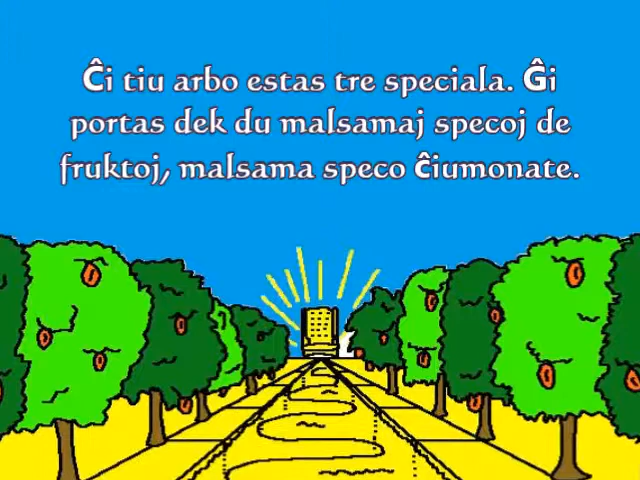 Ĉi tiu arbo estas tre speciala. Ĝi
portas dek du malsamaj specoj de
fruktoj, malsama speco ĉiumonate.